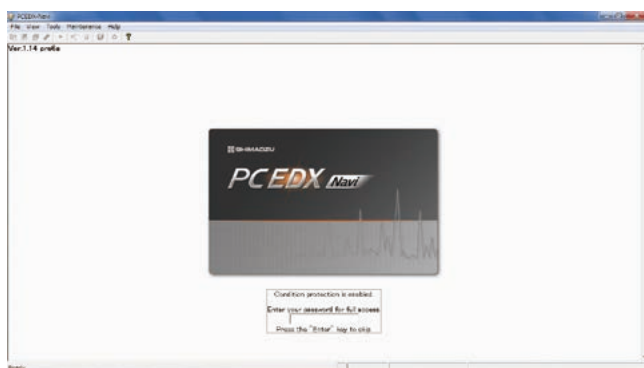 PCEDX-Navi
File View Tools Maintenance Help
Ver.1.14 prefix
SHIMADZU
PCEDX Navi
Condition protection is enabled
Enter your password for full access
Press the "Enter" key to skip